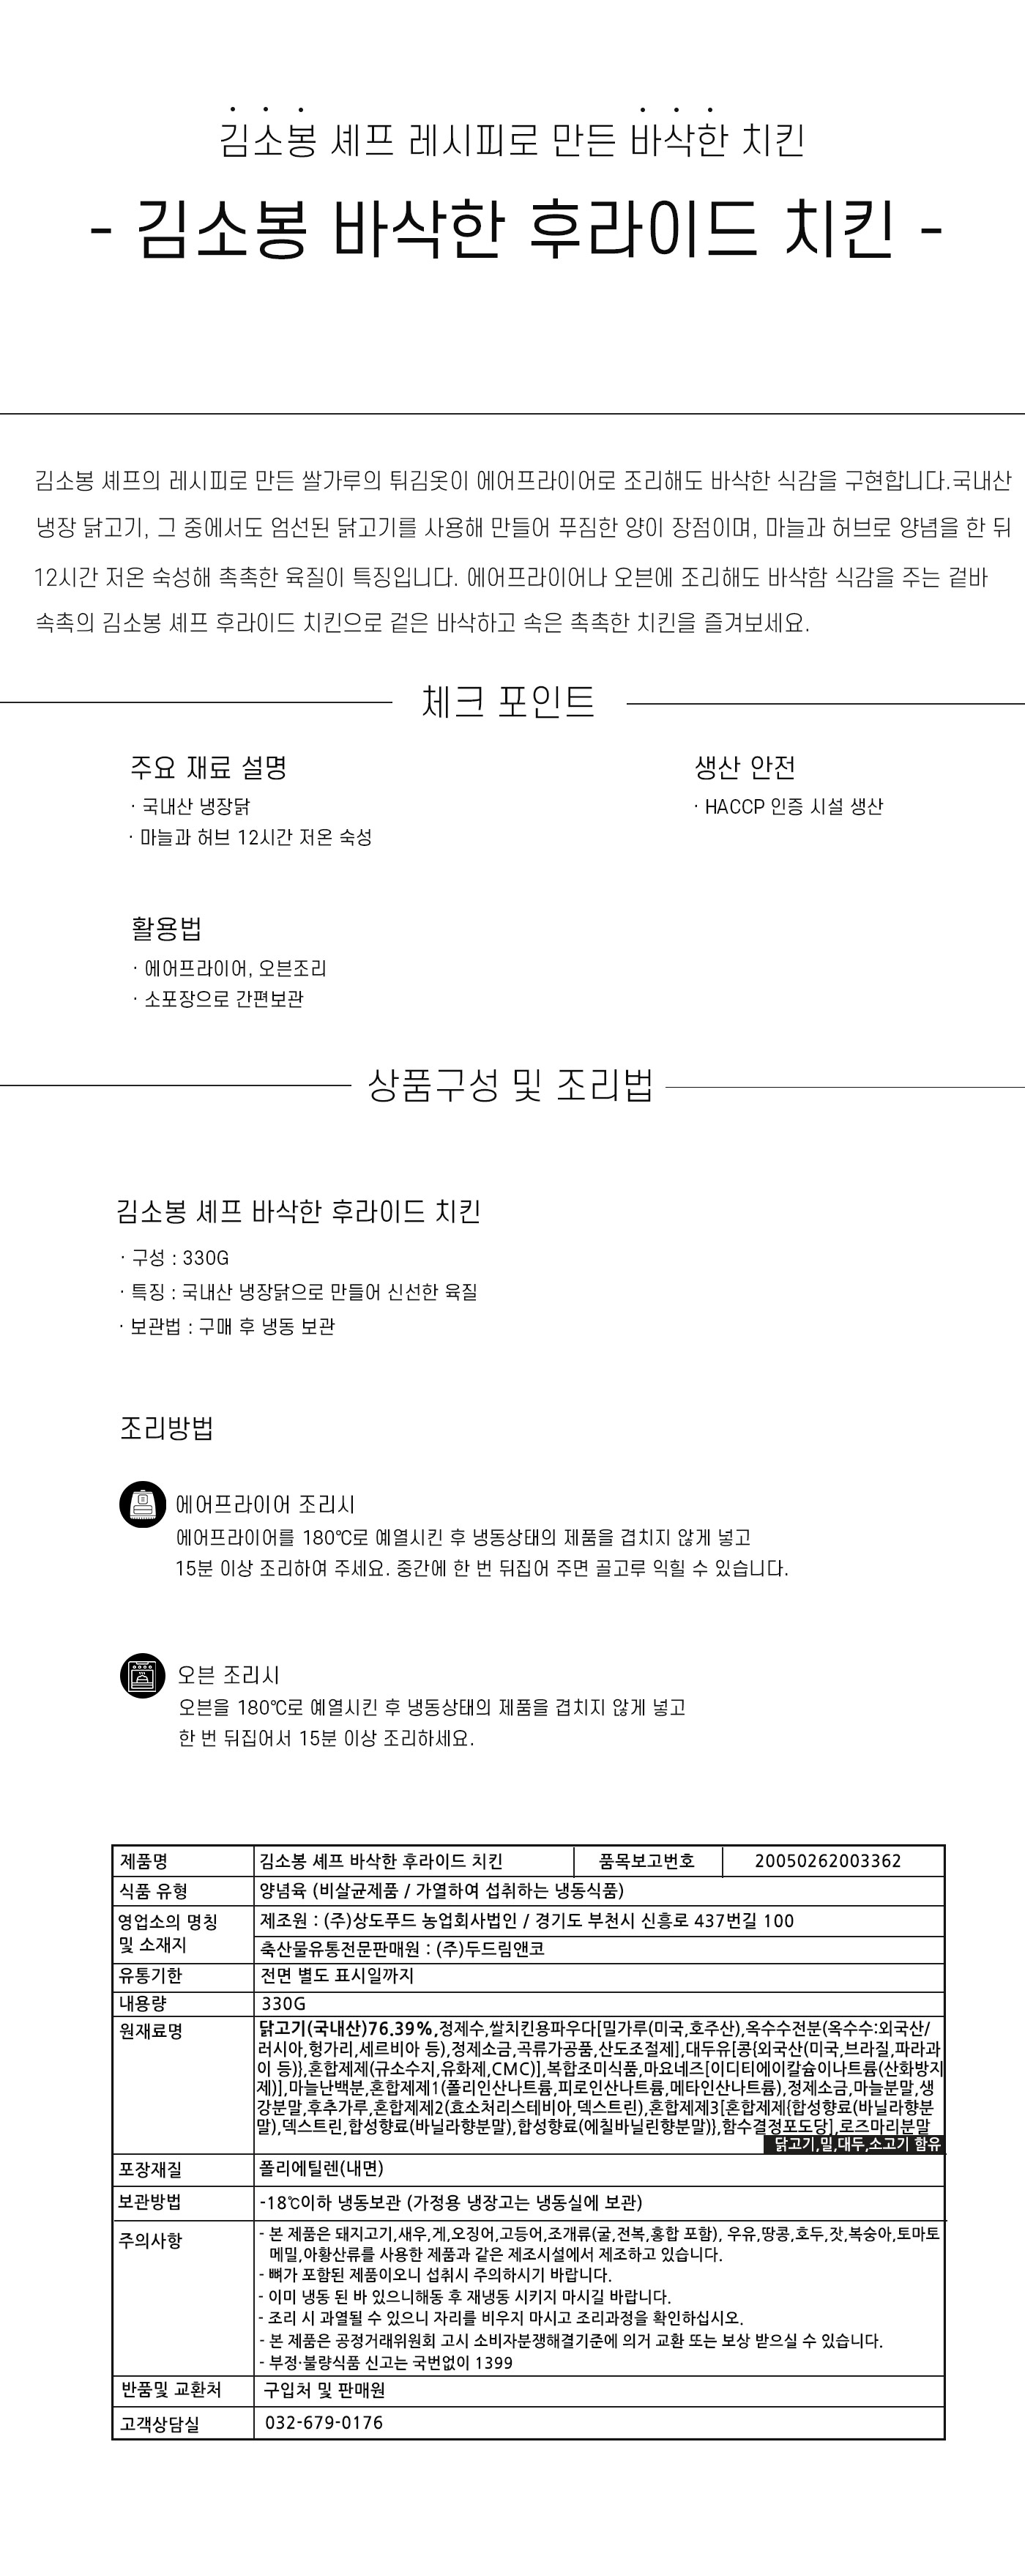 김소봉 셰프 레시피로 만든 바삭한 치킨
- 김소봉 바삭한 후라이드 치킨 -
김소봉 셰프의 레시피로 만든 쌀가루의 튀김옷이 에어프라이어로 조리해도 바삭한 식감을 구현합니다.국내산
냉장 닭고기, 그 중에서도 엄선된 닭고기를 사용해 만들어 푸짐한 양이 장점이며, 마늘과 허브로 양념을 한 뒤
12시간 저온 숙성해 촉촉한 육질이 특징입니다. 에어프라이어나 오븐에 조리해도 바삭함 식감을 주는 겉바
속촉의 김소봉 셰프 후라이드 치킨으로 겉은 바삭하고 속은 촉촉한 치킨을 즐겨보세요.
체크 포인트
주요 재료 설명
· 국내산 냉장닭
· 마늘과 허브 12시간 저온 숙성
생산 안전
· HACCP 인증 시설 생산
활용법
· 에어프라이어, 오븐조리
· 소포장으로 간편보관
상품구성 및 조리법
김소봉 셰프 바삭한 후라이드 치킨
· 구성 : 330G
· 특징 : 국내산 냉장닭으로 만들어 신선한 육질
· 보관법 : 구매 후 냉동 보관
조리방법
에어프라이어 조리시
에어프라이어를 180℃로 예열시킨 후 냉동상태의 제품을 겹치지 않게 넣고
15분 이상 조리하여 주세요. 중간에 한 번 뒤집어 주면 골고루 익힐 수 있습니다.
오븐 조리시
오븐을 180℃로 예열시킨 후 냉동상태의 제품을 겹치지 않게 넣고
한 번 뒤집어서 15분 이상 조리하세요.
제품명 김소봉 셰프 바삭한 후라이드 치킨 품목보고번호 20050262003362
식품 유형 양념육 (비살균제품 / 가열하여 섭취하는 냉동식품)
영업소의 명칭 및 소재지 제조원 : (주)상도푸드 농업회사법인 / 경기도 부천시 신흥로 437번길 100
축산물유통전문판매원 : (주)두드림앤코
유통기한 전면 별도 표시일까지
내용량 330G
원재료명 닭고기(국내산)76.39%,정제수,쌀치킨용파우다[밀가루(미국,호주산),옥수수전분(옥수수:외국산/
러시아,헝가리,세르비아 등),정제소금,곡류가공품,산도조절제],대두유[콩{외국산(미국,브라질,파라과
이 등)},혼합제제(규소수지,유화제,CMC)],복합조미식품,마요네즈[이디티에이칼슘이나트륨(산화방지
제)],마늘난백분,혼합제제1(폴리인산나트륨,피로인산나트륨,메타인산나트륨),정제소금,마늘분말,생
강분말,후추가루,혼합제제2(효소처리스테비아,덱스트린),혼합제제3[혼합제제{합성향료(바닐라향분
말),덱스트린,합성향료(바닐라향분말),합성향료(에칠바닐린향분말)},함수결정포도당],로즈마리분말
닭고기,밀,대두,소고기 함유
포장재질 폴리에틸렌(내면)
보관방법 -18℃이하 냉동보관 (가정용 냉장고는 냉동실에 보관)
주의사항 - 본 제품은 돼지고기,새우,게,오징어,고등어,조개류(굴,전복,홍합 포함), 우유,땅콩,호두,잣,복숭아,토마토
메밀,아황산류를 사용한 제품과 같은 제조시설에서 제조하고 있습니다.
- 뼈가 포함된 제품이오니 섭취시 주의하시기 바랍니다.
- 이미 냉동 된 바 있으니해동 후 재냉동 시키지 마시길 바랍니다.
- 조리 시 과열될 수 있으니 자리를 비우지 마시고 조리과정을 확인하십시오.
- 본 제품은 공정거래위원회 고시 소비자분쟁해결기준에 의거 교환 또는 보상 받으실 수 있습니다.
- 부정·불량식품 신고는 국번없이 1399
반품및 교환처 구입처 및 판매원
고객상담실 032-679-0176